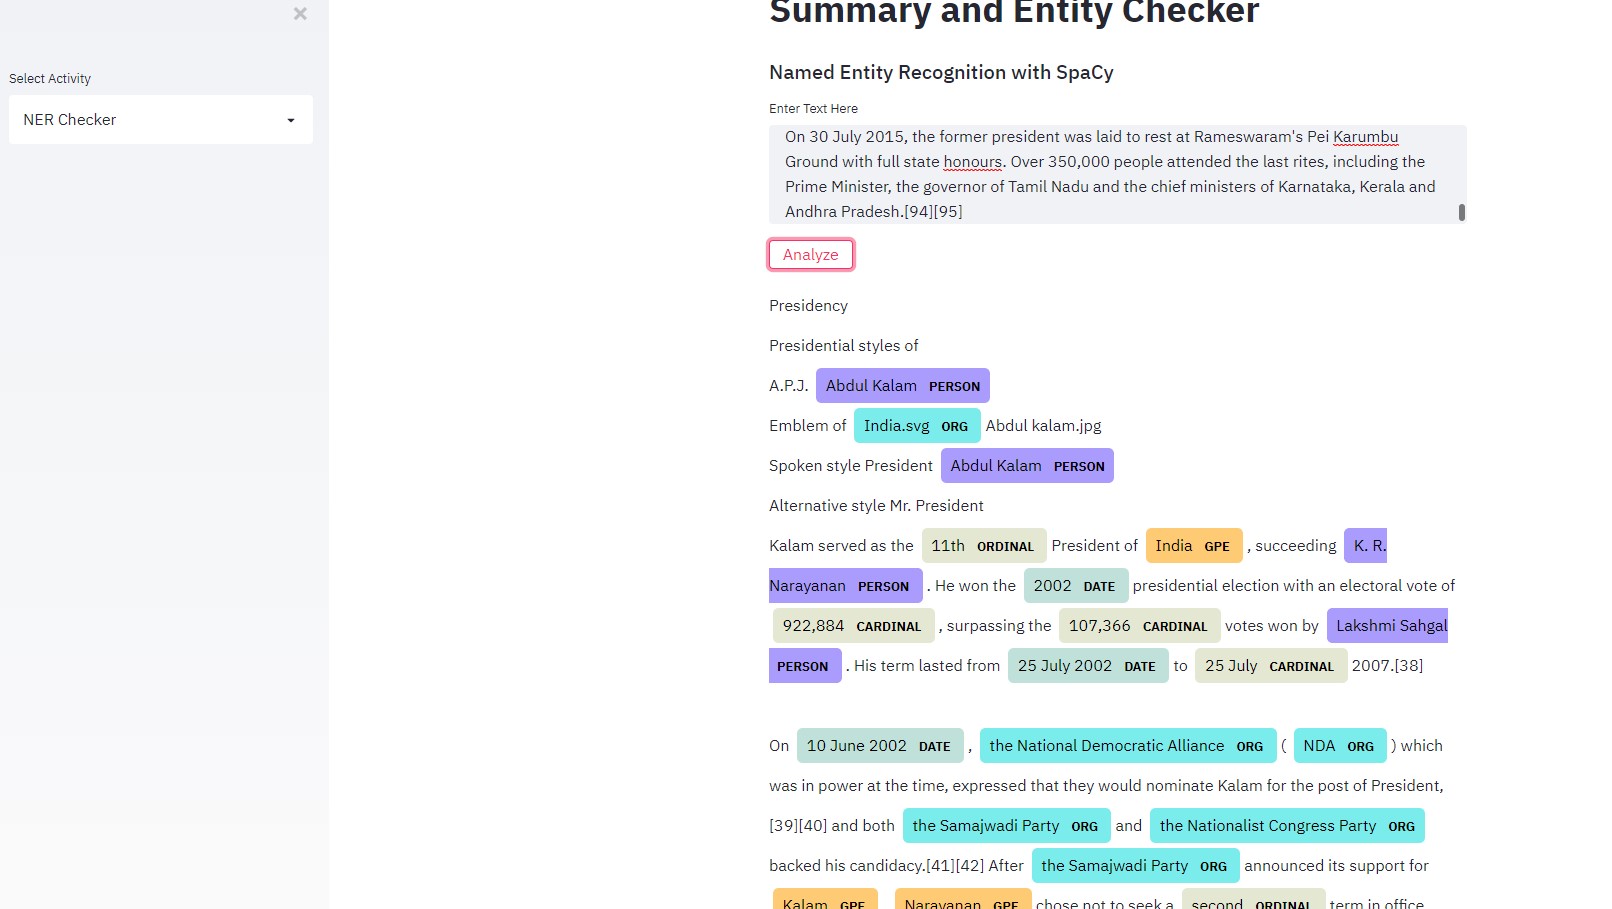 ×
Select Activity
NER Checker
Summary and Entity Checker
Named Entity Recognition with SpaCy
Enter Text Here
On 30 July 2015, the former president was laid to rest at Rameswaram's Pei Karumbu
Ground with full state honours. Over 350,000 people attended the last rites, including the
Prime Minister, the governor of Tamil Nadu and the chief ministers of Karnataka, Kerala and
Andhra Pradesh.[94][95]
Analyze
Presidency
Presidential styles of
A.P.J. Abdul Kalam PERSON
Emblem of India.svg ORG Abdul kalam.jpg
Spoken style President Abdul Kalam PERSON
Alternative style Mr. President
Kalam served as the 11th ORDINAL President of India GPE , succeeding K. R.
Narayanan PERSON . He won the 2002 DATE presidential election with an electoral vote of
922,884 CARDINAL , surpassing the 107,366 CARDINAL votes won by Lakshmi Sahgal
PERSON . His term lasted from 25 July 2002 DATE to 25 July CARDINAL 2007.[38]
On 10 June 2002 DATE , the National Democratic Alliance ORG ( NDA ORG ) which
was in power at the time, expressed that they would nominate Kalam for the post of President,
[39][40] and both the Samajwadi Party ORG and the Nationalist Congress Party ORG
backed his candidacy.[41][42] After the Samajwadi Party ORG announced its support for
Kalam GPE Narayanan GPE chose not to seek a second ORDINAL term in office